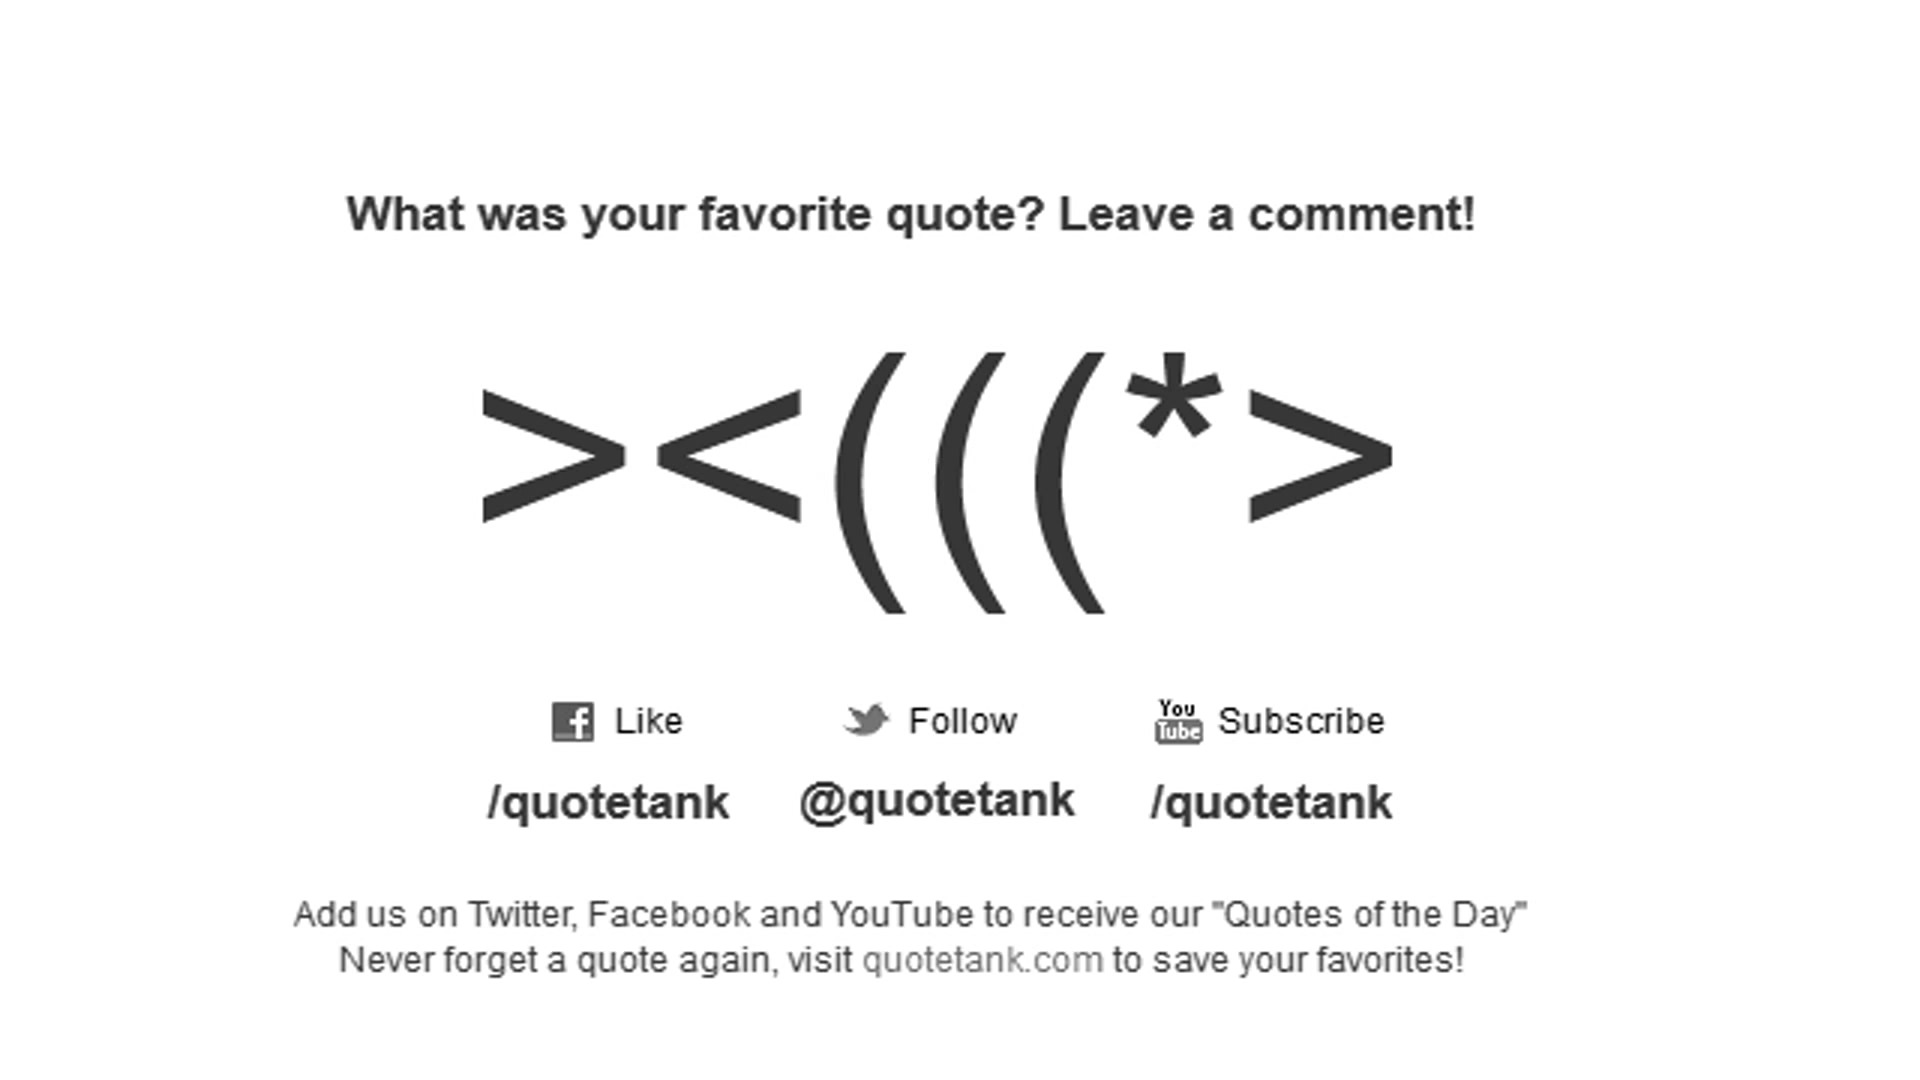 What was your favorite quote? Leave a comment!
><(((*>
f Like Follow You Tube Subscribe
/quotetank @quotetank /quotetank
Add us on Twitter, Facebook and YouTube to receive our "Quotes of the Day"
Never forget a quote again, visit quotetank.com to save your favorites!